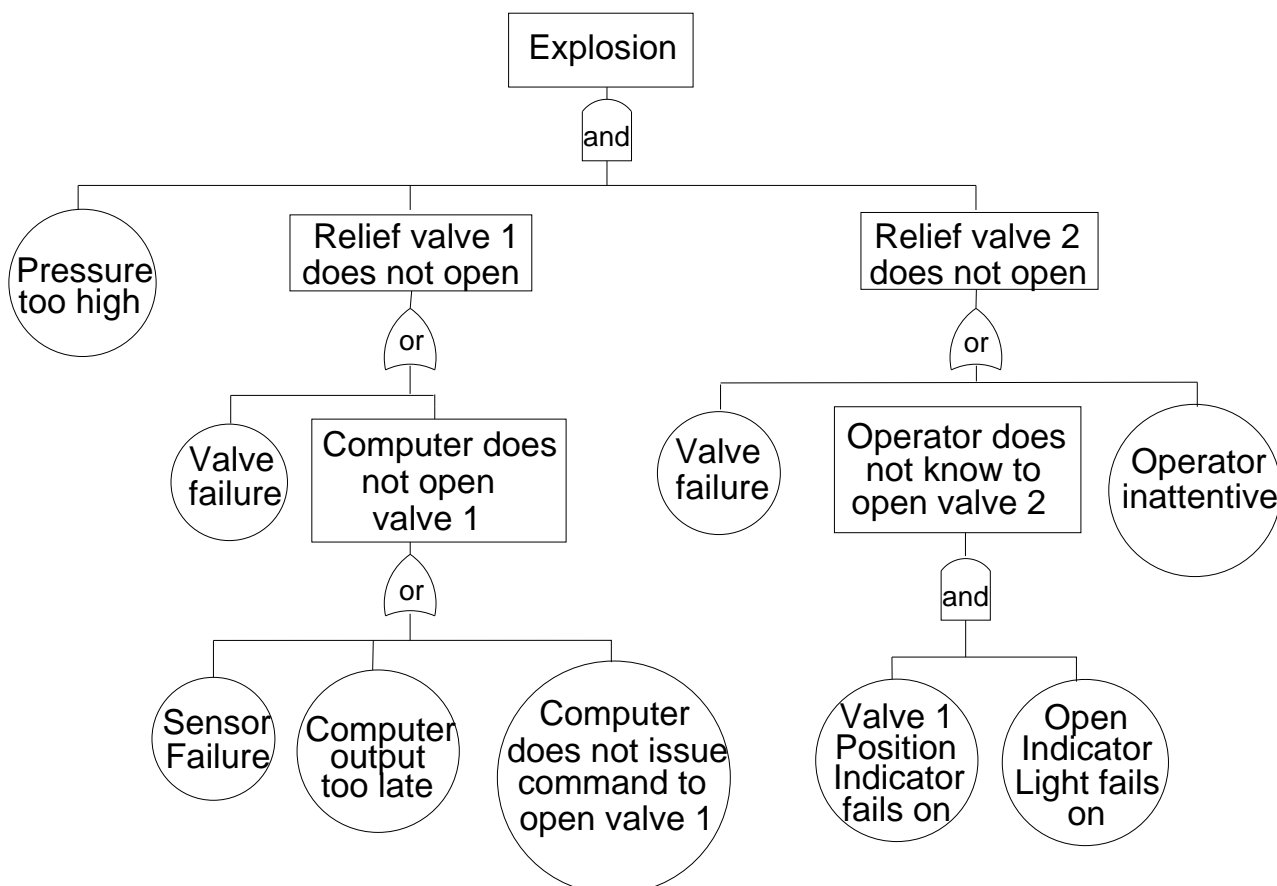 Explosion
and
Pressure
too high
Relief valve 1
does not open
Relief valve 2
does not open
or
or
Valve
failure
Computer does
not open
valve 1
Valve
failure
Operator does
not know to
open valve 2
Operator
inattentive
or
and
Sensor
Failure
Computer
output
too late
Computer
does not issue
command to
open valve 1
Valve 1
Position
Indicator
fails on
Open
Indicator
Light fails
on